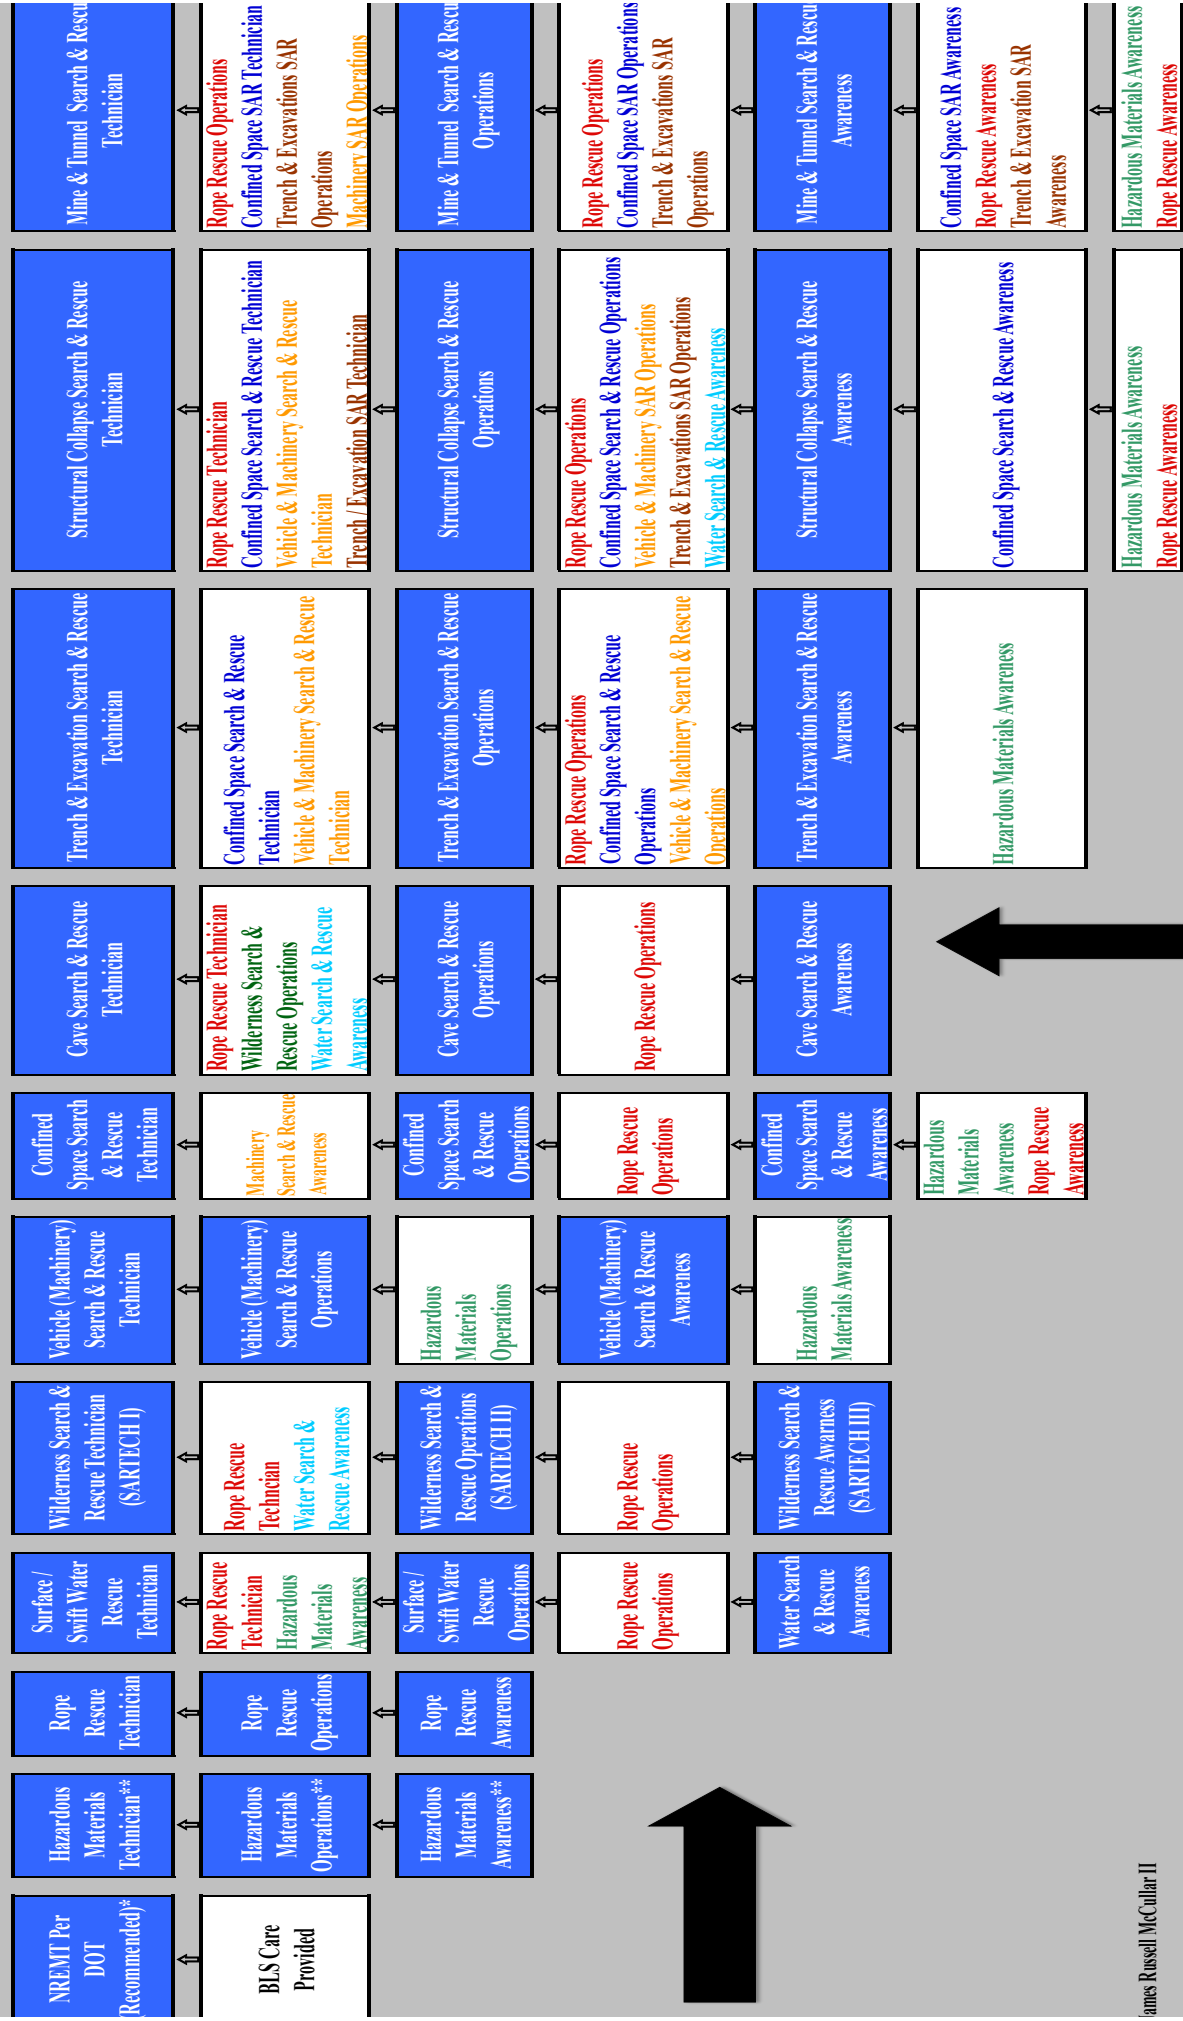 NREMT Per
DOT
(Recommended)*
BLS Care
Provided
Hazardous
Materials
Technician**
Hazardous
Materials
Operations**
Hazardous
Materials
Awareness**
Rope
Rescue
Technician
Rope
Rescue
Operations
Rope
Rescue
Awareness
Surface /
Swift Water
Rescue
Technician
Rope Rescue
Technician
Hazardous
Materials
Awareness
Surface /
Swift Water
Rescue
Operations
Rope Rescue
Operations
Water Search
& Rescue
Awareness
Wilderness Search &
Rescue Technician
(SARTECH I)
Rope Rescue
Techncian
Water Search &
Rescue Awareness
Wilderness Search &
Rescue Operations
(SARTECH II)
Rope Rescue
Operations
Wilderness Search &
Rescue Awarness
(SARTECH III)
Vehicle (Machinery)
Search & Rescue
Technician
Vehicle (Machinery)
Search & Rescue
Operations
Hazardous
Materials
Operations
Vehicle (Machinery)
Search & Rescue
Awareness
Hazardous
Materials Awareness
Confined
Space Search
& Rescue
Technician
Machinery
Search & Rescue
Awareness
Confined
Space Search
& Rescue
Operations
Rope Rescue
Operations
Confined
Space Search
& Rescue
Awareness
Hazardous
Materials
Awareness
Rope Rescue
Awareness
Cave Search & Rescue
Technician
Rope Rescue Technician
Wilderness Search &
Rescue Operations
Water Search & Rescue
Awareness
Cave Search & Rescue
Operations
Rope Rescue Operations
Cave Search & Rescue
Awareness
Trench & Excavation Search & Rescue
Technician
Confined Space Search & Rescue
Technician
Vehicle & Machinery Search & Rescue
Technician
Trench & Excavation Search & Rescue
Operations
Rope Rescue Operations
Confined Space Search & Rescue
Operations
Vehicle & Machinery Search & Rescue
Operations
Trench & Excavation Search & Rescue
Awareness
Hazardous Materials Awareness
Structural Collapse Search & Rescue
Technician
Rope Rescue Technician
Confined Space Search & Rescue Technician
Vehicle & Machinery Search & Rescue
Technician
Trench / Excavation SAR Technician
Structural Collapse Search & Rescue
Operations
Rope Rescue Operations
Confined Space Search & Rescue Operations
Vehicle & Machinery SAR Operations
Trench & Excavations SAR Operations
Water Search & Rescue Awareness
Structural Collapse Search & Rescue
Awareness
Confined Space Search & Rescue Awareness
Hazardous Materials Awareness
Rope Rescue Awareness
Mine & Tunnel Search & Rescu
Technician
Rope Rescue Operations
Confined Space SAR Technician
Trench & Excavations SAR
Operations
Machinery SAR Operations
Mine & Tunnel Search & Rescu
Operations
Rope Rescue Operations
Confined Space SAR Operations
Trench & Excavations SAR
Operations
Mine & Tunnel Search & Rescu
Awareness
Confined Space SAR Awareness
Rope Rescue Awareness
Trench & Excavation SAR
Awareness
Hazardous Materials Awareness
Rope Rescue Awareness
James Russell McCullar II